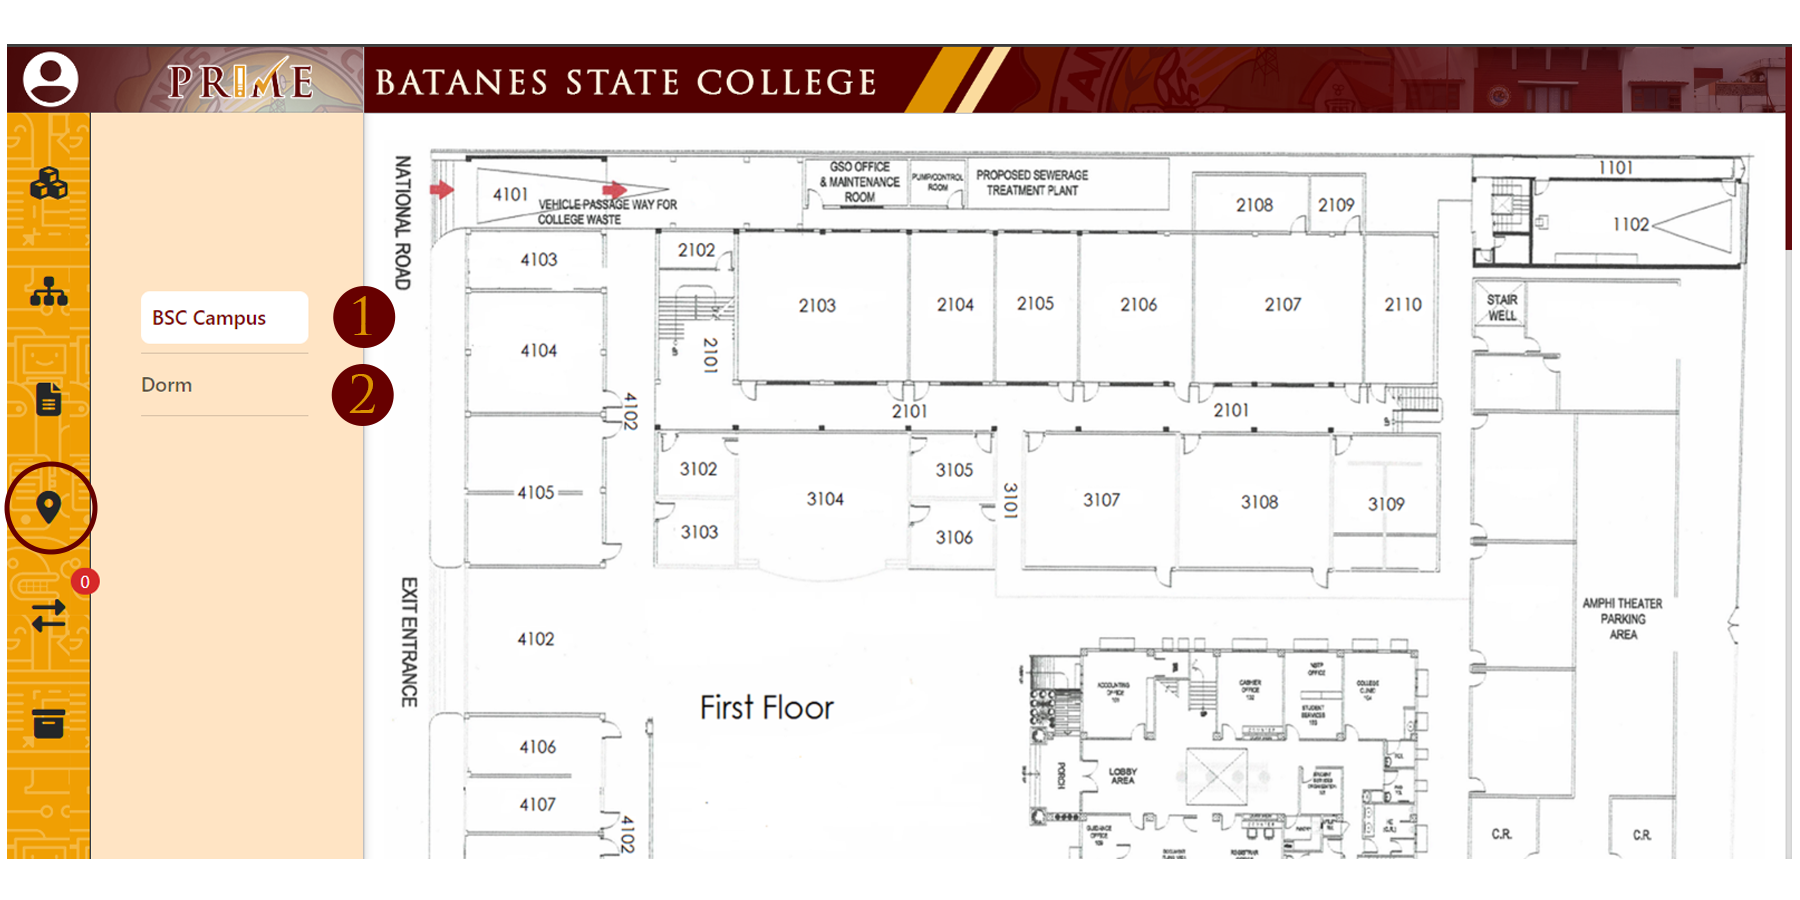 PRIME
BATANES STATE COLLEGE
BSC Campus
1
Dorm
2
0
NATIONAL ROAD
EXIT ENTRANCE
4101
VEHICLE PASSAGE WAY FOR
COLLEGE WASTE
GSO OFFICE
& MAINTENANCE
ROOM
PUMP/CONTROL
ROOM
PROPOSED SEWERAGE
TREATMENT PLANT
2108
2109
1101
1102
4103
2102
2103
2104
2105
2106
2107
2110
STAIR
WELL
4104
2101
4102
2101
2101
4105
3102
3103
3104
3105
3106
3101
3107
3108
3109
AMPHI THEATER
PARKING
AREA
4102
First Floor
ACCOUNTING
OFFICE
CASHIER
OFFICE
OFFICE
COLLEGE
CLINIC
STUDENT
SERVICES
4106
4107
4102
PORCH
LOBBY
AREA
GUIDANCE
OFFICE
PANTRY
REGISTRAR
C.R.
C.R.